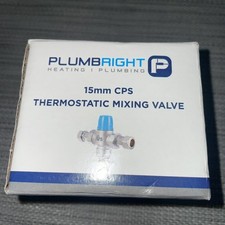 PLUMBRIGHT
HEATING | PLUMBING
P
15mm CPS
THERMOSTATIC MIXING VALVE